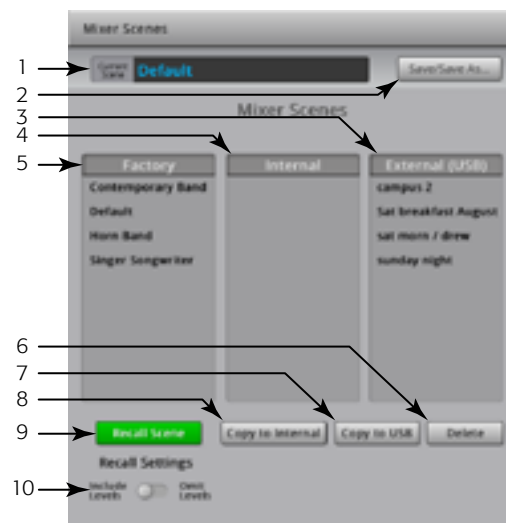 Mixer Scenes
1
Current Scene
Default
Save/Save As...
2
Mixer Scenes
3
4
5
Factory
Internal
External (USB)
Contemporary Band
campus 2
Default
Sat breakfast August
Horn Band
sat morn / drew
Singer Songwriter
sunday night
6
7
8
9
Recall Scene
Copy to Internal
Copy to USB
Delete
Recall Settings
10
Include Levels
Omit Levels